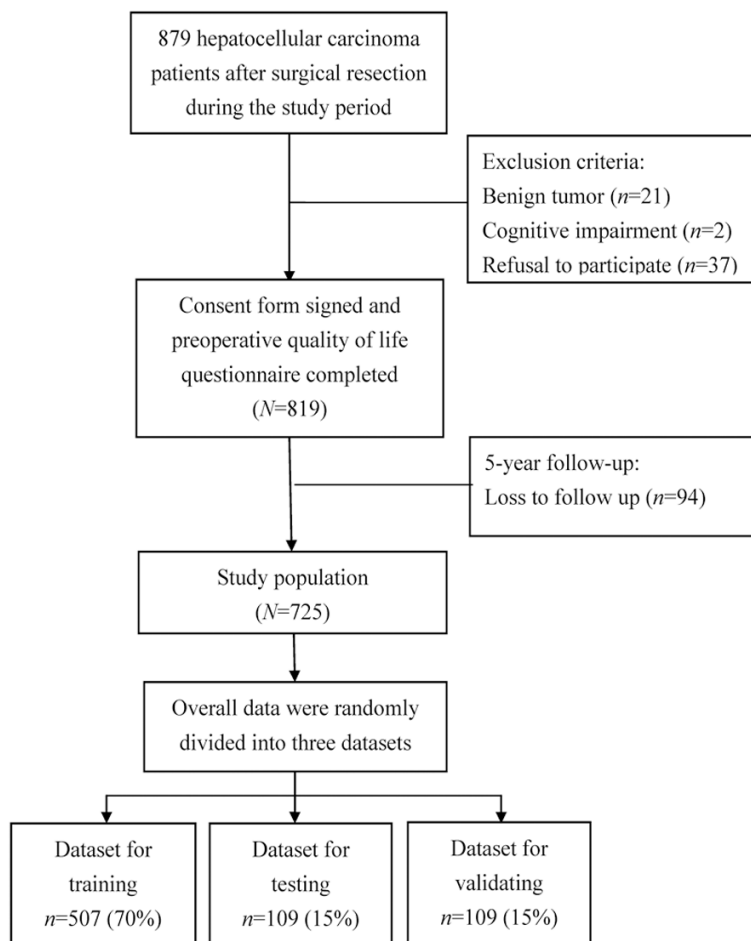 879 hepatocellular carcinoma
patients after surgical resection
during the study period
Exclusion criteria:
Benign tumor (n=21)
Cognitive impairment (n=2)
Refusal to participate (n=37)
Consent form signed and
preoperative quality of life
questionnaire completed
(N=819)
5-year follow-up:
Loss to follow up (n=94)
Study population
(N=725)
Overall data were randomly
divided into three datasets
Dataset for
training
n=507 (70%)
Dataset for
testing
n=109 (15%)
Dataset for
validating
n=109 (15%)